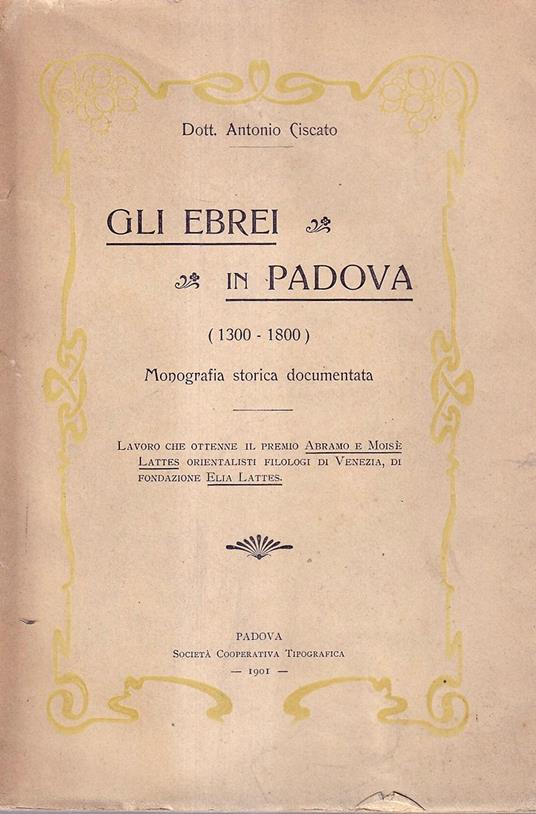 Dott. Antonio Ciscato
GLI EBREI
IN PADOVA
(1300 - 1800)
Monografia storica documentata
LAVORO CHE OTTENNE IL PREMIO ABRAMO E MOISÈ
LATTES ORIENTALISTI FILOLOGI DI VENEZIA, DI
FONDAZIONE ELIA LATTES.
PADOVA
SOCIETÀ COOPERATIVA TIPOGRAFICA
— 1901 —